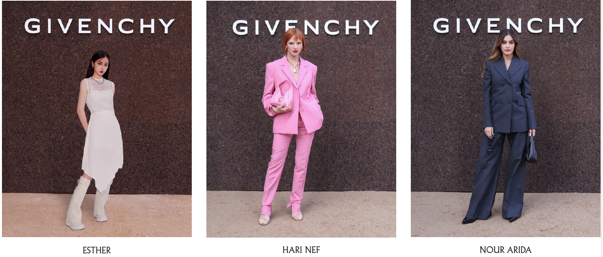 GIVENCHY
GIVENCHY
GIVENCHY
ESTHER
HARI NEF
NOUR ARIDA